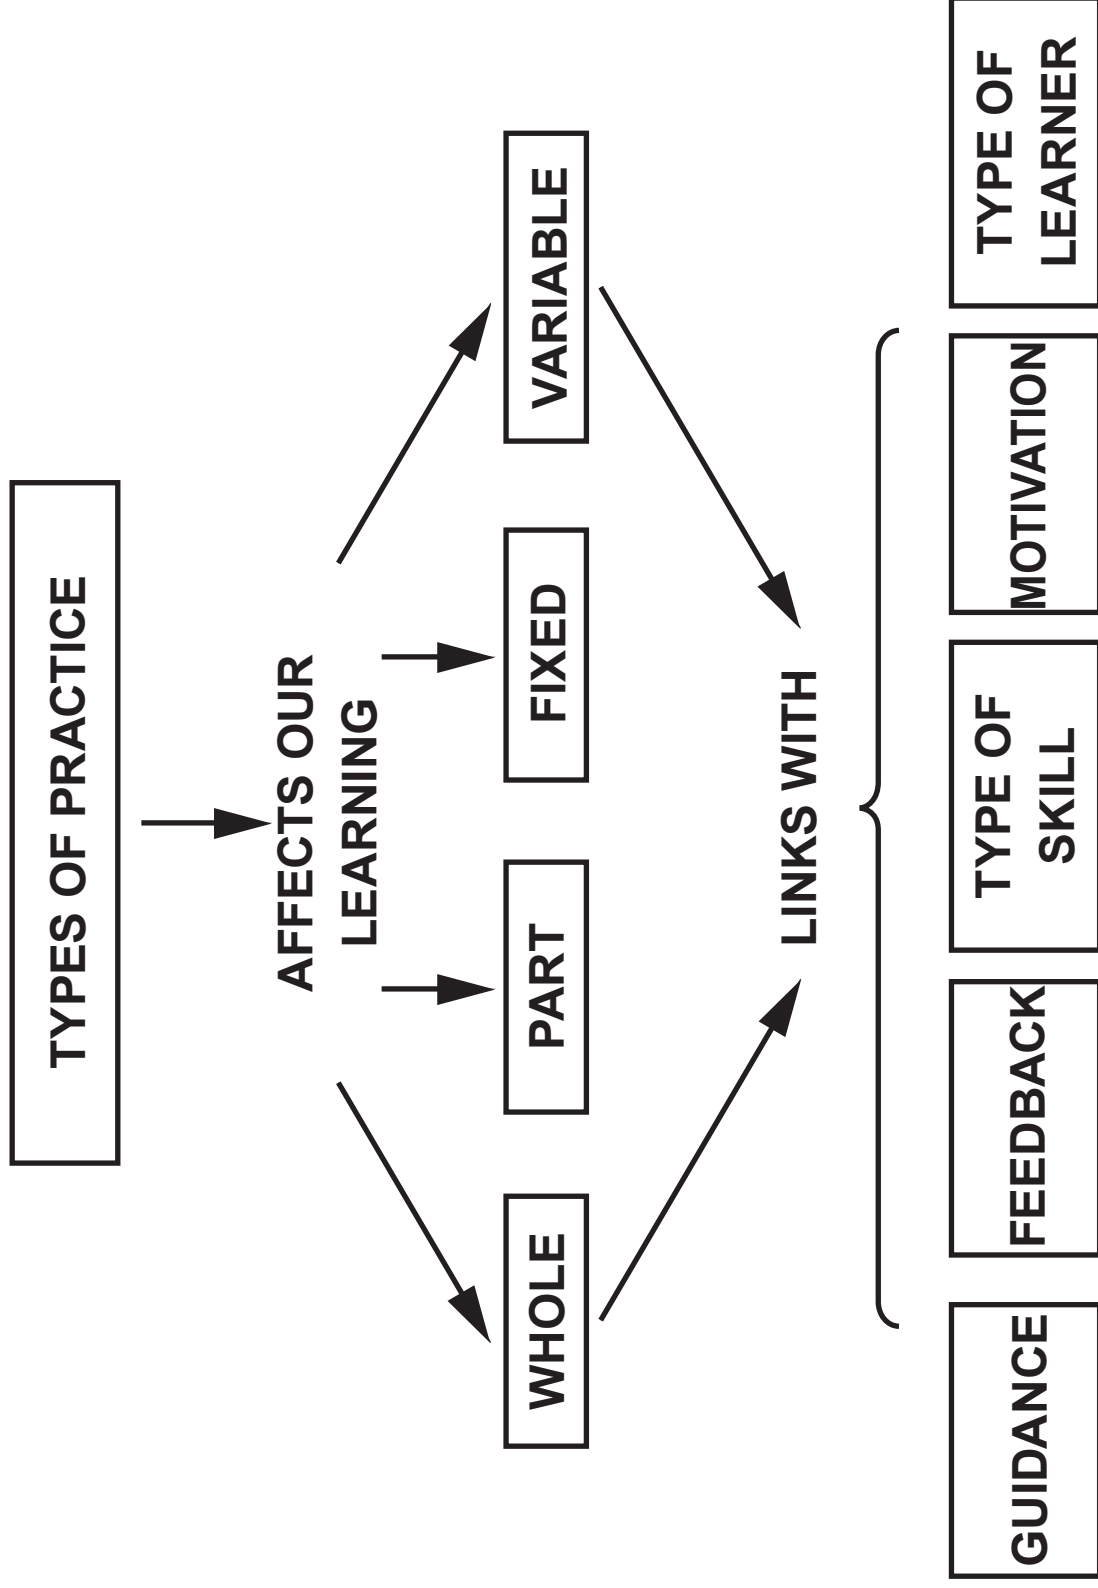 TYPES OF PRACTICE
AFFECTS OUR
LEARNING
WHOLE
PART
FIXED
VARIABLE
LINKS WITH
GUIDANCE
FEEDBACK
TYPE OF
SKILL
MOTIVATION
TYPE OF
LEARNER